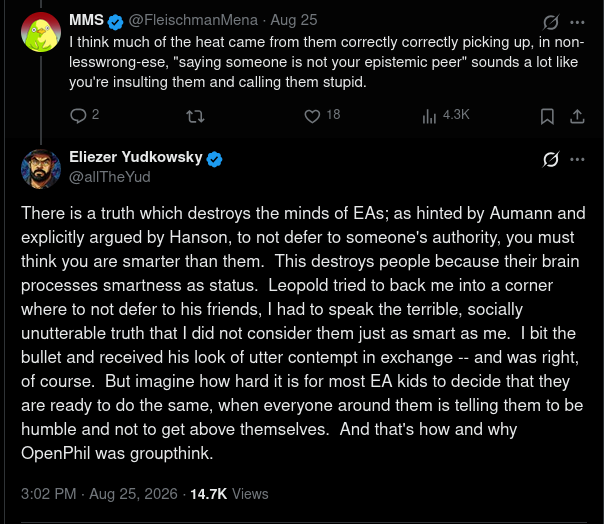 MMS @FleischmanMena · Aug 25
I think much of the heat came from them correctly correctly picking up, in non-
lesswrong-ese, "saying someone is not your epistemic peer" sounds a lot like
you're insulting them and calling them stupid.
2 18 4.3K
Eliezer Yudkowsky
@allTheYud
There is a truth which destroys the minds of EAs; as hinted by Aumann and
explicitly argued by Hanson, to not defer to someone's authority, you must
think you are smarter than them.  This destroys people because their brain
processes smartness as status.  Leopold tried to back me into a corner
where to not defer to his friends, I had to speak the terrible, socially
unutterable truth that I did not consider them just as smart as me.  I bit the
bullet and received his look of utter contempt in exchange -- and was right,
of course.  But imagine how hard it is for most EA kids to decide that they
are ready to do the same, when everyone around them is telling them to be
humble and not to get above themselves.  And that's how and why
OpenPhil was groupthink.
3:02 PM · Aug 25, 2026 · 14.7K Views